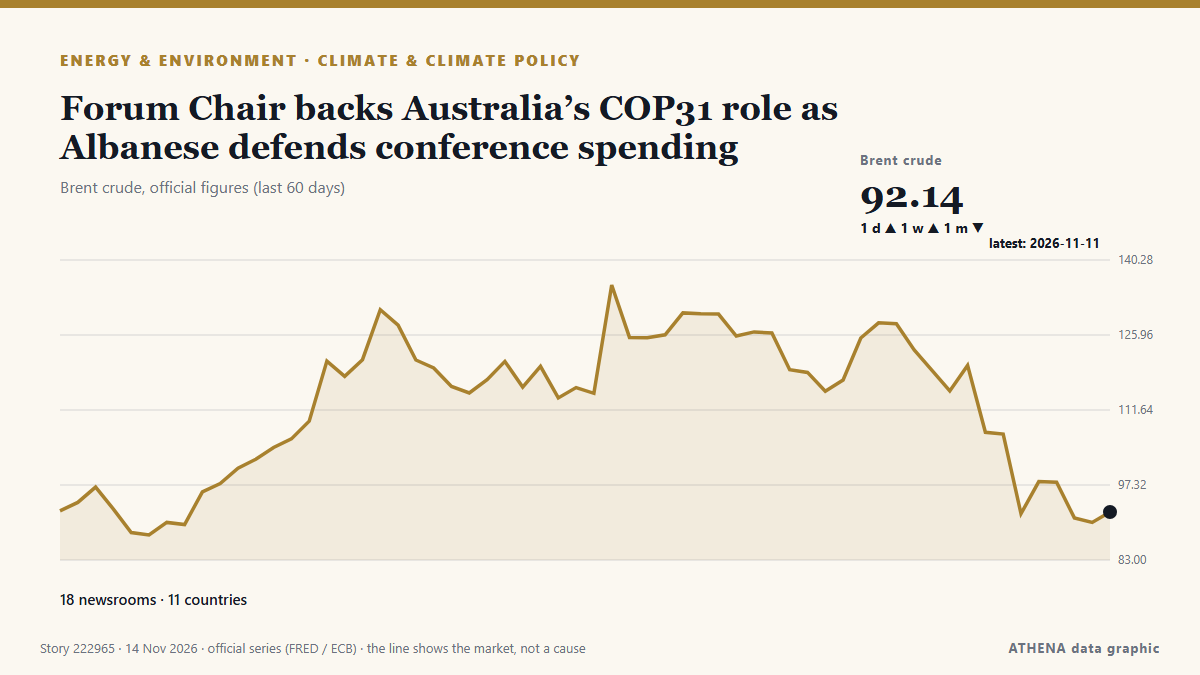 ENERGY & ENVIRONMENT · CLIMATE & CLIMATE POLICY
Forum Chair backs Australia’s COP31 role as
Albanese defends conference spending
Brent crude, official figures (last 60 days)
Brent crude
92.14
1 d ▲ 1 w ▲ 1 m ▼
latest: 2026-11-11
140.28
125.96
111.64
97.32
83.00
18 newsrooms · 11 countries
Story 222965 · 14 Nov 2026 · official series (FRED / ECB) · the line shows the market, not a cause
ATHENA data graphic